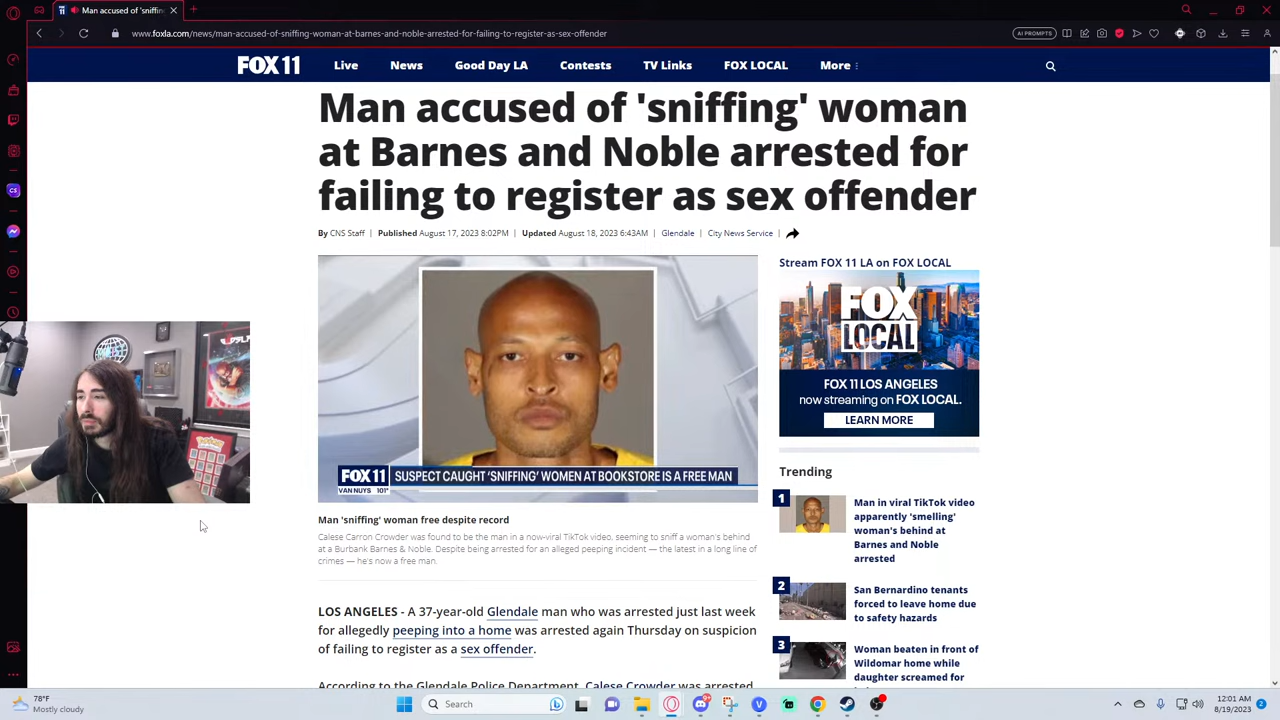 Man accused of 'sniffin
www.foxla.com/news/man-accused-of-sniffing-woman-at-barnes-and-noble-arrested-for-failing-to-register-as-sex-offender
AI PROMPTS
FOX 11
Live
News
Good Day LA
Contests
TV Links
FOX LOCAL
More
Man accused of 'sniffing' woman
at Barnes and Noble arrested for
failing to register as sex offender
By CNS Staff | Published August 17, 2023 8:02PM | Updated August 18, 2023 6:43AM | Glendale | City News Service |
FOX 11
SUSPECT CAUGHT 'SNIFFING' WOMEN AT BOOKSTORE IS A FREE MAN
VAN NUYS 101°
Man 'sniffing' woman free despite record
Calese Carron Crowder was found to be the man in a now-viral TikTok video, seeming to sniff a woman's behind
at a Burbank Barnes & Noble. Despite being arrested for an alleged peeping incident — the latest in a long line of
crimes — he's now a free man.
LOS ANGELES - A 37-year-old Glendale man who was arrested just last week
for allegedly peeping into a home was arrested again Thursday on suspicion
of failing to register as a sex offender.
According to the Glendale Police Department, Calese Crowder was arrested
Stream FOX 11 LA on FOX LOCAL
FOX
LOCAL
FOX 11 LOS ANGELES
now streaming on FOX LOCAL.
LEARN MORE
Trending
1
Man in viral TikTok video
apparently 'smelling'
woman's behind at
Barnes and Noble
arrested
2
San Bernardino tenants
forced to leave home due
to safety hazards
3
Woman beaten in front of
Wildomar home while
daughter screamed for
78°F
Mostly cloudy
Search
12:01 AM
8/19/2023